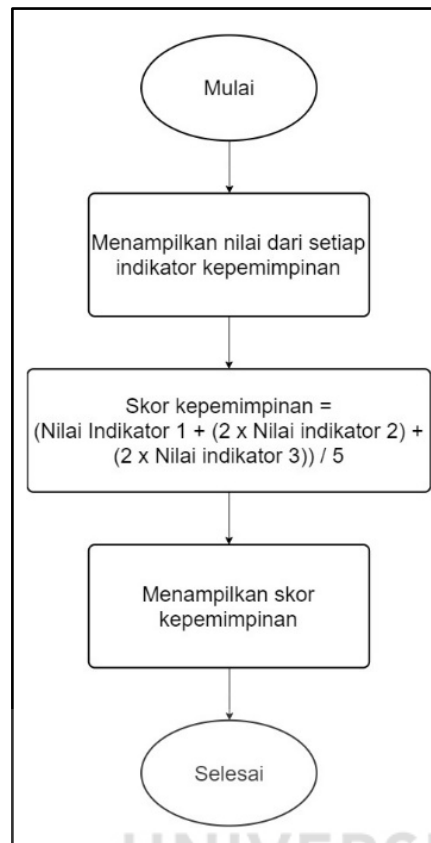 Mulai
Menampilkan nilai dari setiap
indikator kepemimpinan
Skor kepemimpinan =
(Nilai Indikator 1 + (2 x Nilai indikator 2) +
(2 x Nilai indikator 3)) / 5
Menampilkan skor
kepemimpinan
Selesai